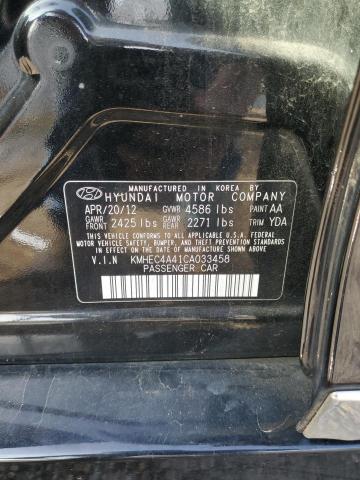 MANUFACTURED IN KOREA BY
HYUNDAI MOTOR COMPANY
APR/20/12 GVWR 4586 lbs PAINT AA
GAWR FRONT 2425 lbs GAWR REAR 2271 lbs TRIM YDA
THIS VEHICLE CONFORMS TO ALL APPLICABLE U.S.A. FEDERAL
MOTOR VEHICLE SAFETY, BUMPER, AND THEFT PREVENTION
STANDARDS IN EFFECT ON THE DATE OF MANUFACTURE SHOWN ABOVE.
V.I.N KMHEC4A41CA033458
PASSENGER CAR